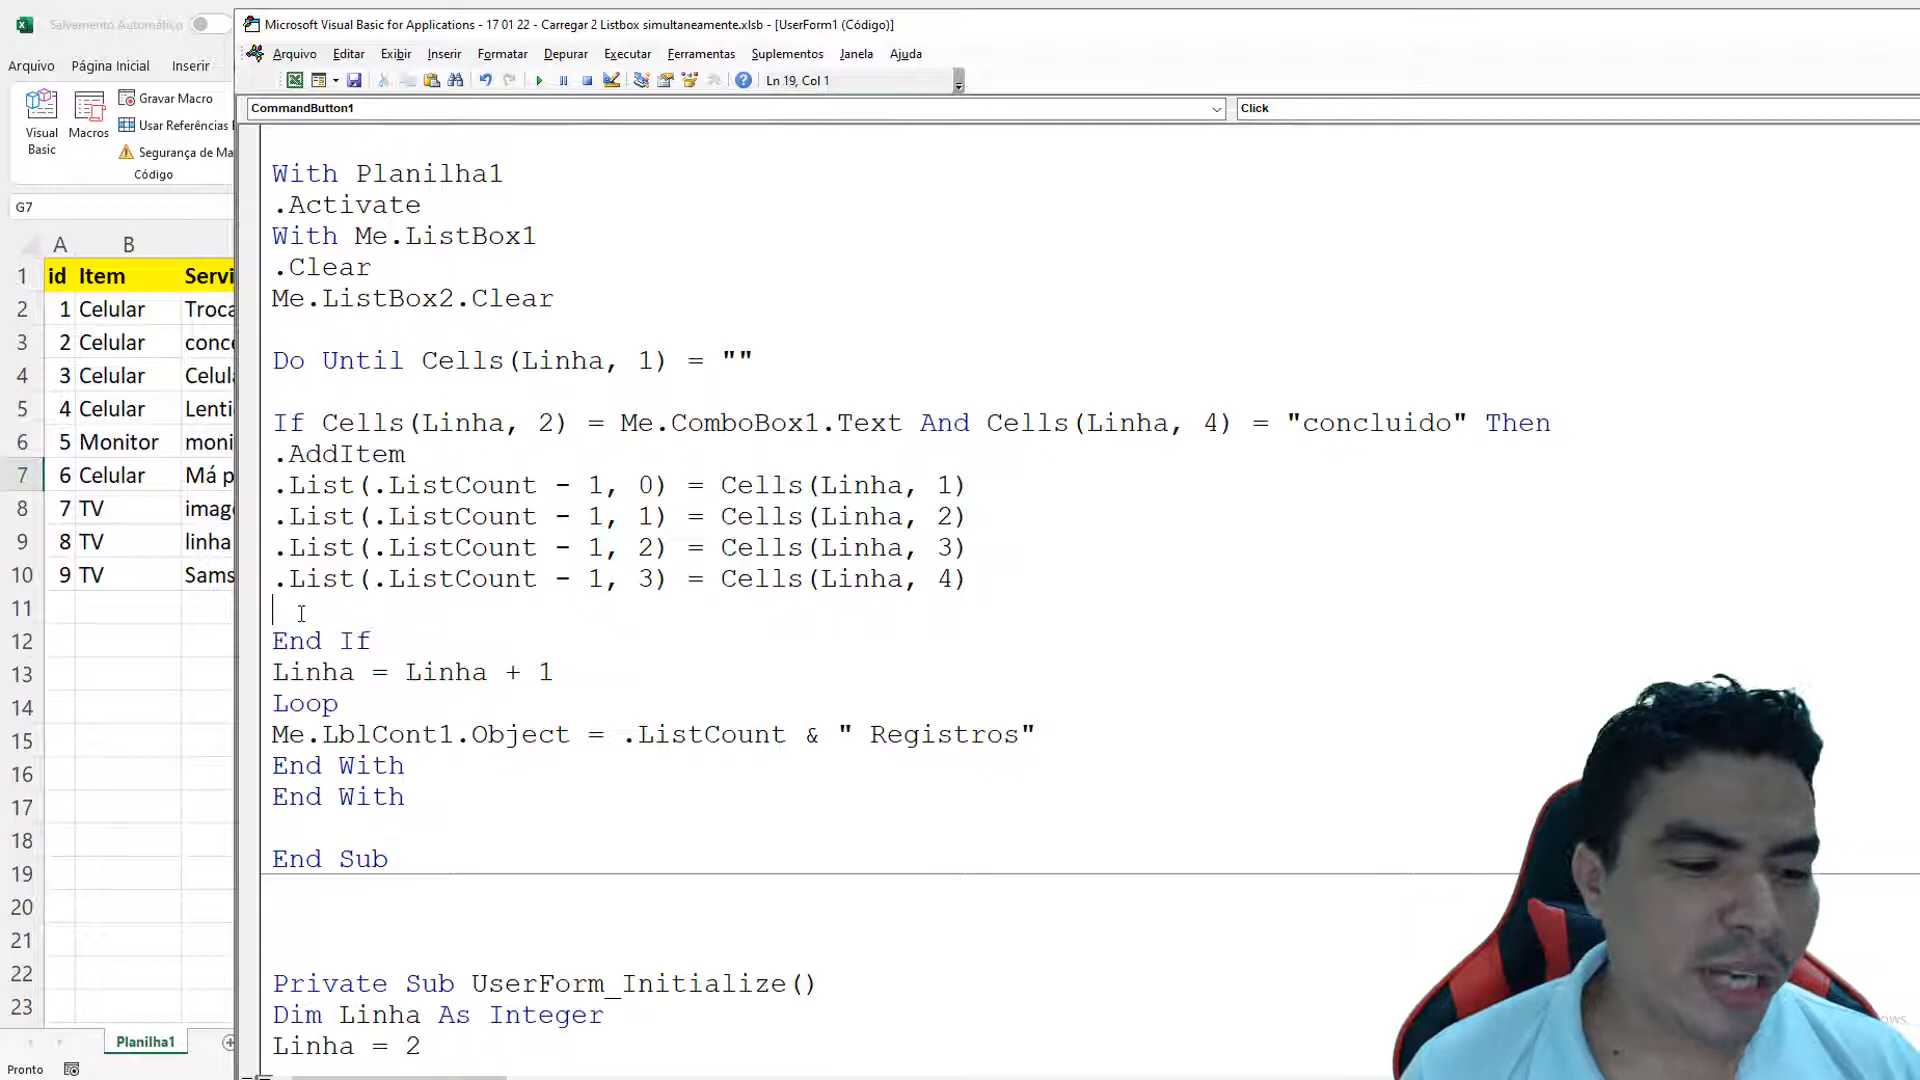 Salvamento Automático
Microsoft Visual Basic for Applications - 17 01 22 - Carregar 2 Listbox simultaneamente.xlsb - [UserForm1 (Código)]
Arquivo Página Inicial Inserir
Arquivo Editar Exibir Inserir Formatar Depurar Executar Ferramentas Suplementos Janela Ajuda
Ln 19, Col 1
Visual Basic
Macros
Gravar Macro
Usar Referências
Segurança de Ma
Código
CommandButton1
Click
G7
A B
1 id Item Servi
2 1 Celular Troca
3 2 Celular conce
4 3 Celular Celula
5 4 Celular Lenti
6 5 Monitor moni
7 6 Celular Má p
8 7 TV imag
9 8 TV linha
10 9 TV Sams
11
12
13
14
15
16
17
18
19
20
21
22
23
With Planilha1
.Activate
With Me.ListBox1
.Clear
Me.ListBox2.Clear
Do Until Cells(Linha, 1) = ""
If Cells(Linha, 2) = Me.ComboBox1.Text And Cells(Linha, 4) = "concluido" Then
.AddItem
.List(.ListCount - 1, 0) = Cells(Linha, 1)
.List(.ListCount - 1, 1) = Cells(Linha, 2)
.List(.ListCount - 1, 2) = Cells(Linha, 3)
.List(.ListCount - 1, 3) = Cells(Linha, 4)
End If
Linha = Linha + 1
Loop
Me.LblCont1.Object = .ListCount & " Registros"
End With
End With
End Sub
Private Sub UserForm_Initialize()
Dim Linha As Integer
Linha = 2
Planilha1
Pronto